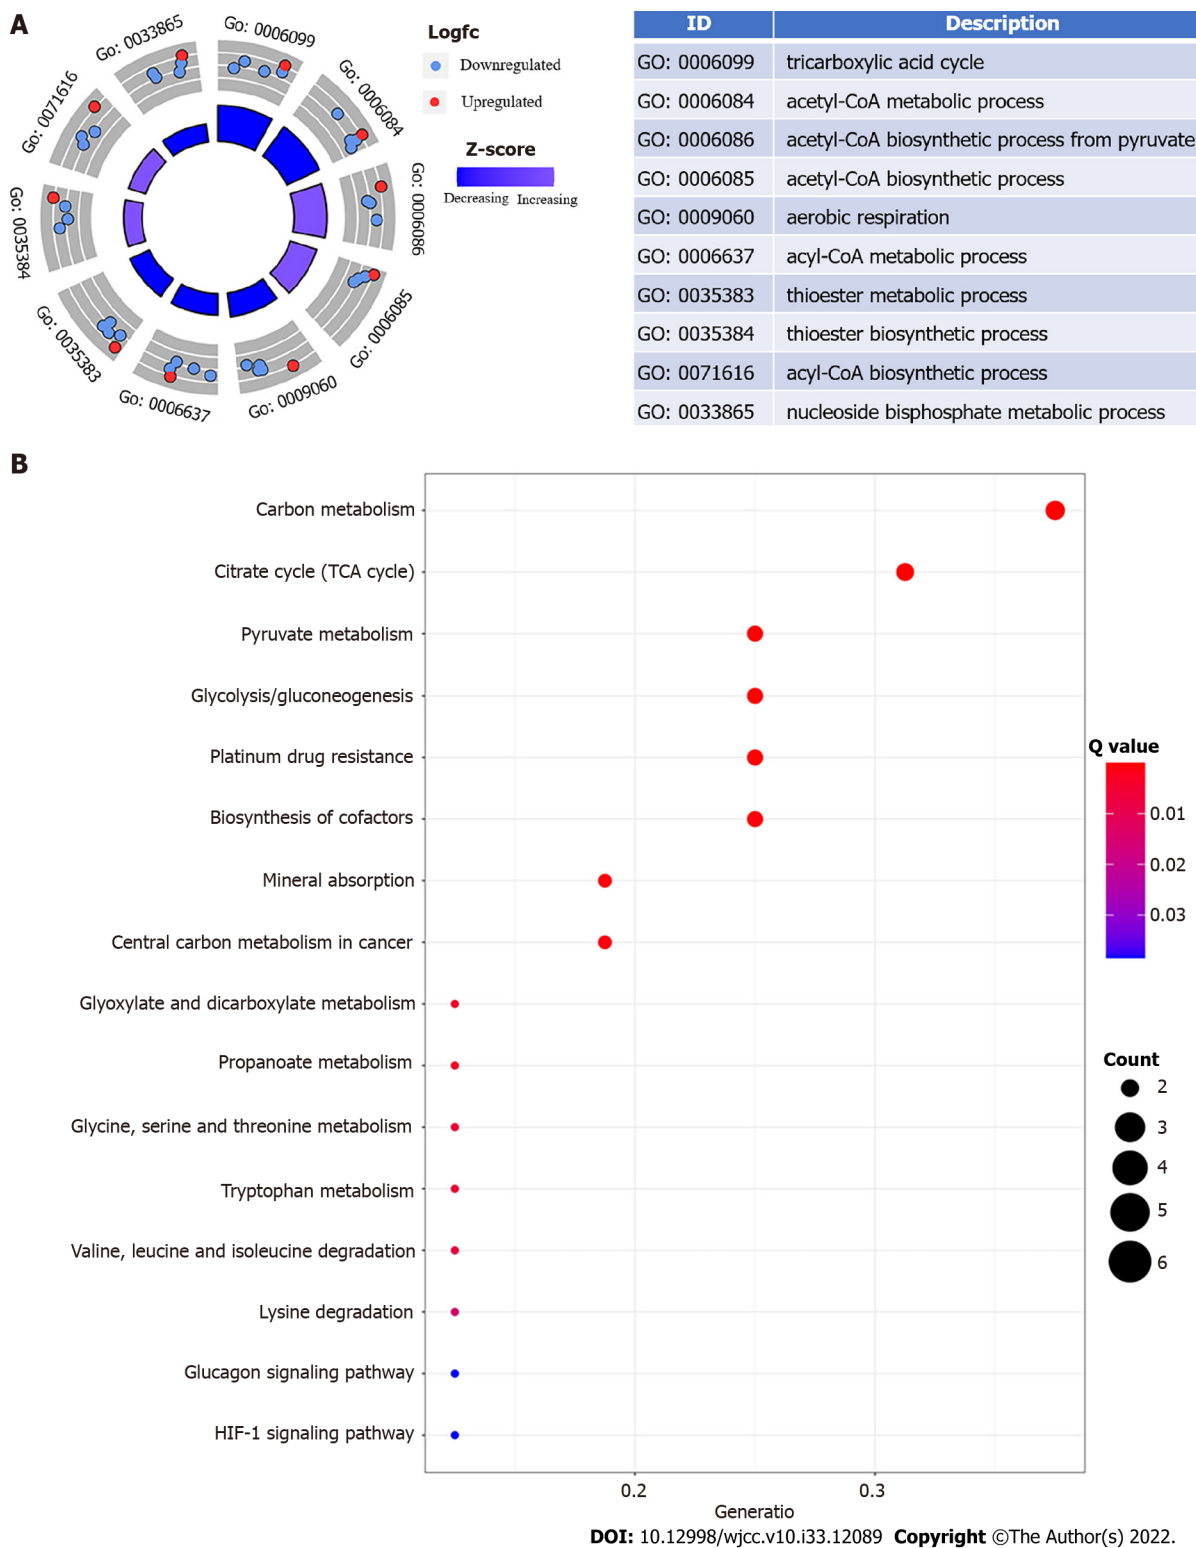 A
Go: 0033865
Go: 0006099
Go: 0071616
Go: 0006084
Go: 0035384
Go: 0006086
Go: 0035383
Go: 0006085
Go: 0006637
Go: 0009060
Logfc
Downregulated
Upregulated
Z-score
Decreasing Increasing
ID Description
GO: 0006099 tricarboxylic acid cycle
GO: 0006084 acetyl-CoA metabolic process
GO: 0006086 acetyl-CoA biosynthetic process from pyruvate
GO: 0006085 acetyl-CoA biosynthetic process
GO: 0009060 aerobic respiration
GO: 0006637 acyl-CoA metabolic process
GO: 0035383 thioester metabolic process
GO: 0035384 thioester biosynthetic process
GO: 0071616 acyl-CoA biosynthetic process
GO: 0033865 nucleoside bisphosphate metabolic process
B
Carbon metabolism
Citrate cycle (TCA cycle)
Pyruvate metabolism
Glycolysis/gluconeogenesis
Platinum drug resistance
Biosynthesis of cofactors
Mineral absorption
Central carbon metabolism in cancer
Glyoxylate and dicarboxylate metabolism
Propanoate metabolism
Glycine, serine and threonine metabolism
Tryptophan metabolism
Valine, leucine and isoleucine degradation
Lysine degradation
Glucagon signaling pathway
HIF-1 signaling pathway
0.2 0.3
Generatio
Q value
0.01
0.02
0.03
Count
2
3
4
5
6
DOI: 10.12998/wjcc.v10.i33.12089 Copyright ©The Author(s) 2022.